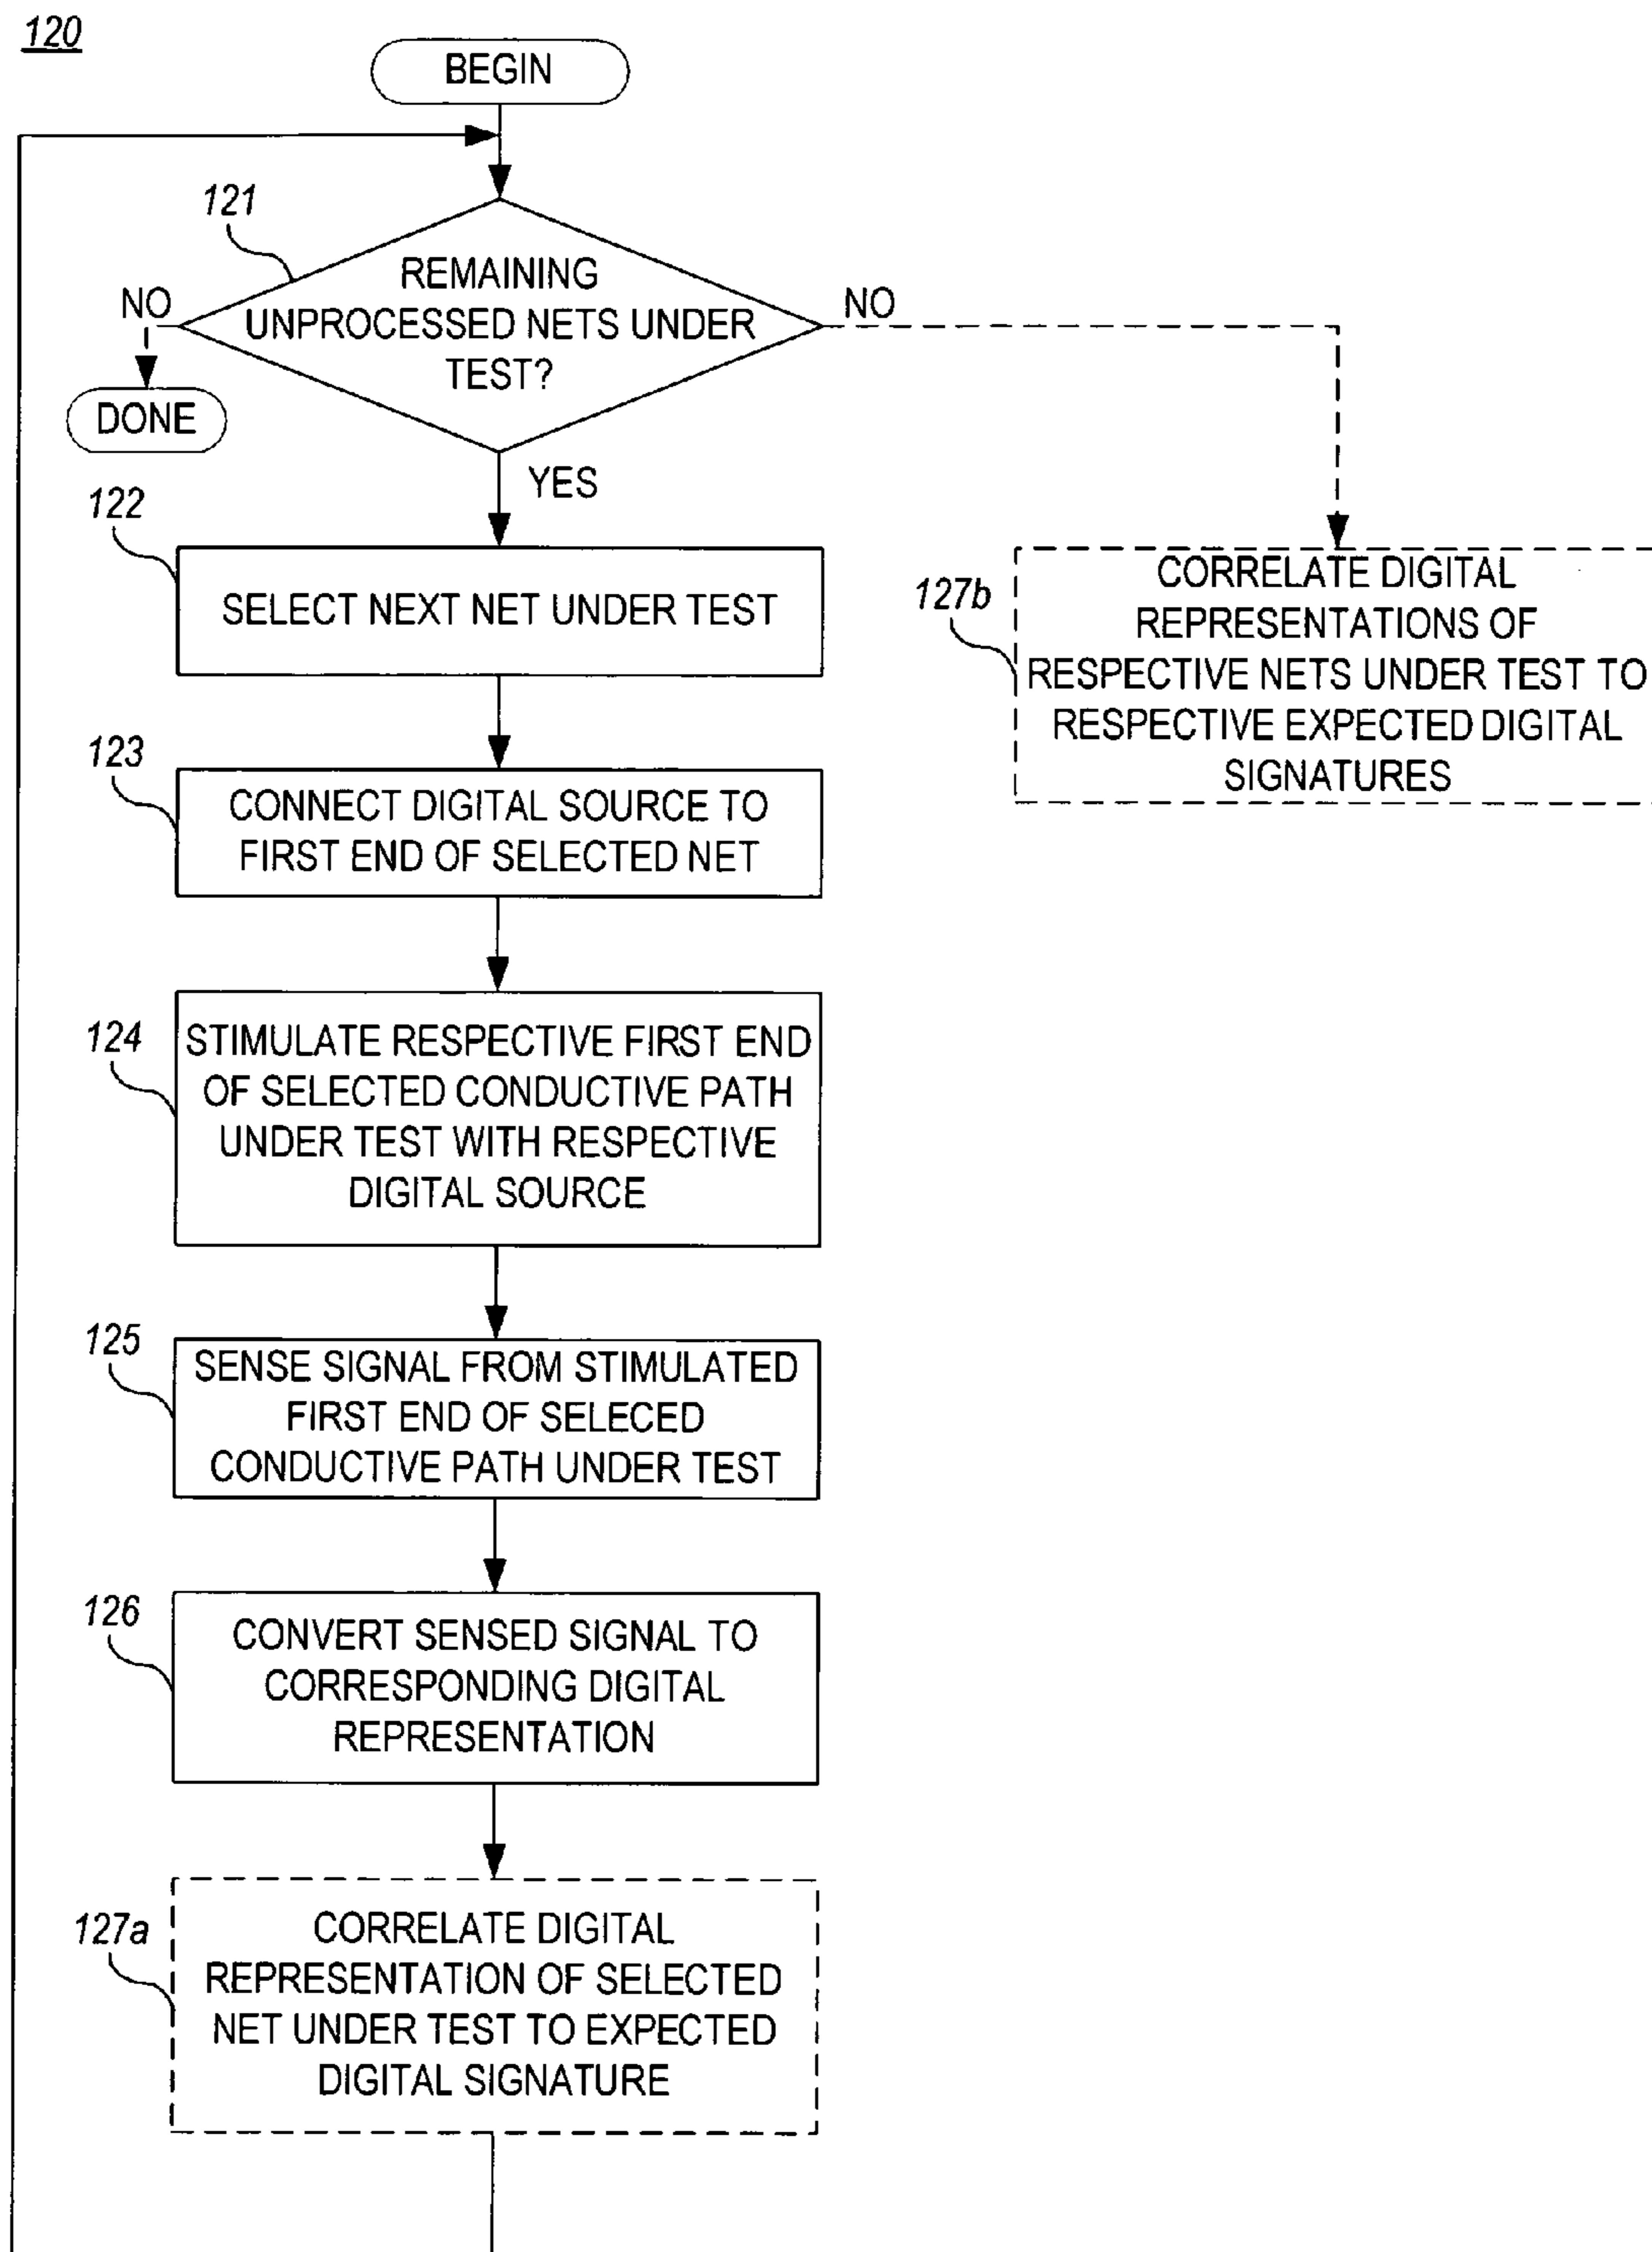 120
BEGIN
121
REMAINING
UNPROCESSED NETS UNDER
TEST?
NO
NO
DONE
YES
122
SELECT NEXT NET UNDER TEST
127b
CORRELATE DIGITAL
REPRESENTATIONS OF
RESPECTIVE NETS UNDER TEST TO
RESPECTIVE EXPECTED DIGITAL
SIGNATURES
123
CONNECT DIGITAL SOURCE TO
FIRST END OF SELECTED NET
124
STIMULATE RESPECTIVE FIRST END
OF SELECTED CONDUCTIVE PATH
UNDER TEST WITH RESPECTIVE
DIGITAL SOURCE
125
SENSE SIGNAL FROM STIMULATED
FIRST END OF SELECED
CONDUCTIVE PATH UNDER TEST
126
CONVERT SENSED SIGNAL TO
CORRESPONDING DIGITAL
REPRESENTATION
127a
CORRELATE DIGITAL
REPRESENTATION OF SELECTED
NET UNDER TEST TO EXPECTED
DIGITAL SIGNATURE